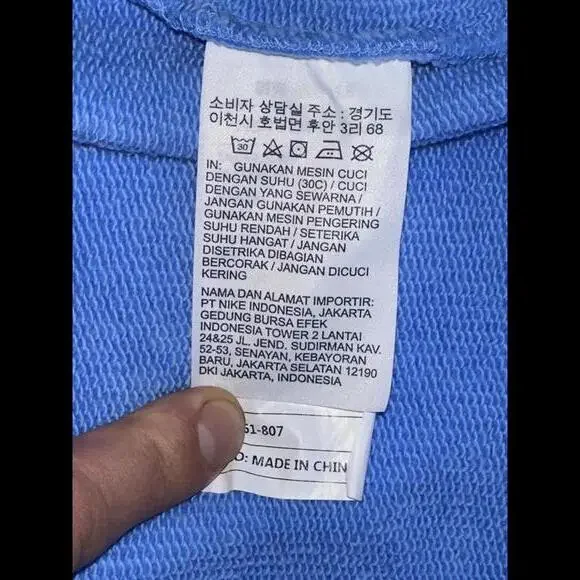 소비자 상담실 주소 : 경기도
이천시 호법면 후안 3리 68
30
IN: GUNAKAN MESIN CUCI
DENGAN SUHU (30C) / CUCI
DENGAN YANG SEWARNA /
JANGAN GUNAKAN PEMUTIH /
GUNAKAN MESIN PENGERING
SUHU RENDAH / SETERIKA
SUHU HANGAT / JANGAN
DISETRIKA DIBAGIAN
BERCORAK / JANGAN DICUCI
KERING
NAMA DAN ALAMAT IMPORTIR:
PT NIKE INDONESIA, JAKARTA
GEDUNG BURSA EFEK
INDONESIA TOWER 2 LANTAI
24&25 JL. JEND. SUDIRMAN KAV.
52-53, SENAYAN, KEBAYORAN
BARU, JAKARTA SELATAN 12190
DKI JAKARTA, INDONESIA
51-807
O: MADE IN CHIN